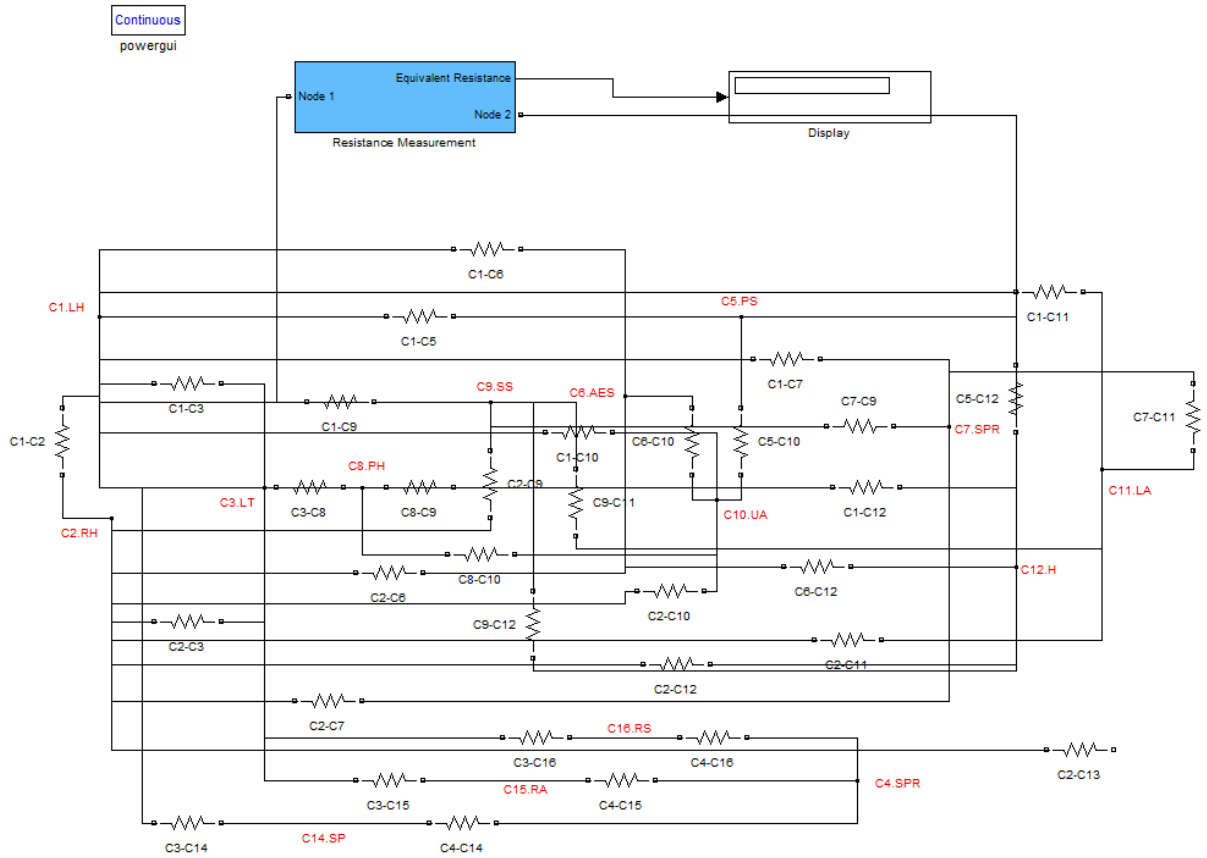 Continuous
powergui
Equivalent Resistance
Node 1
Node 2
Resistance Measurement
Display
C1-C6
C1.LH
C5.PS
C1-C11
C1-C5
C1-C7
C1-C3
C9.SS
C6.AES
C7-C9
C5-C12
C7-C11
C1-C2
C1-C9
C7.SPR
C1-C10
C6-C10
C5-C10
C8.PH
C2-C9
C3.LT
C3-C8
C8-C9
C9-C11
C10.UA
C1-C12
C11.LA
C2.RH
C8-C10
C12.H
C2-C6
C6-C12
C2-C10
C9-C12
C2-C3
C2-C11
C2-C12
C2-C7
C16.RS
C3-C16
C4-C16
C2-C13
C3-C15
C15.RA
C4-C15
C4.SPR
C14.SP
C3-C14
C4-C14